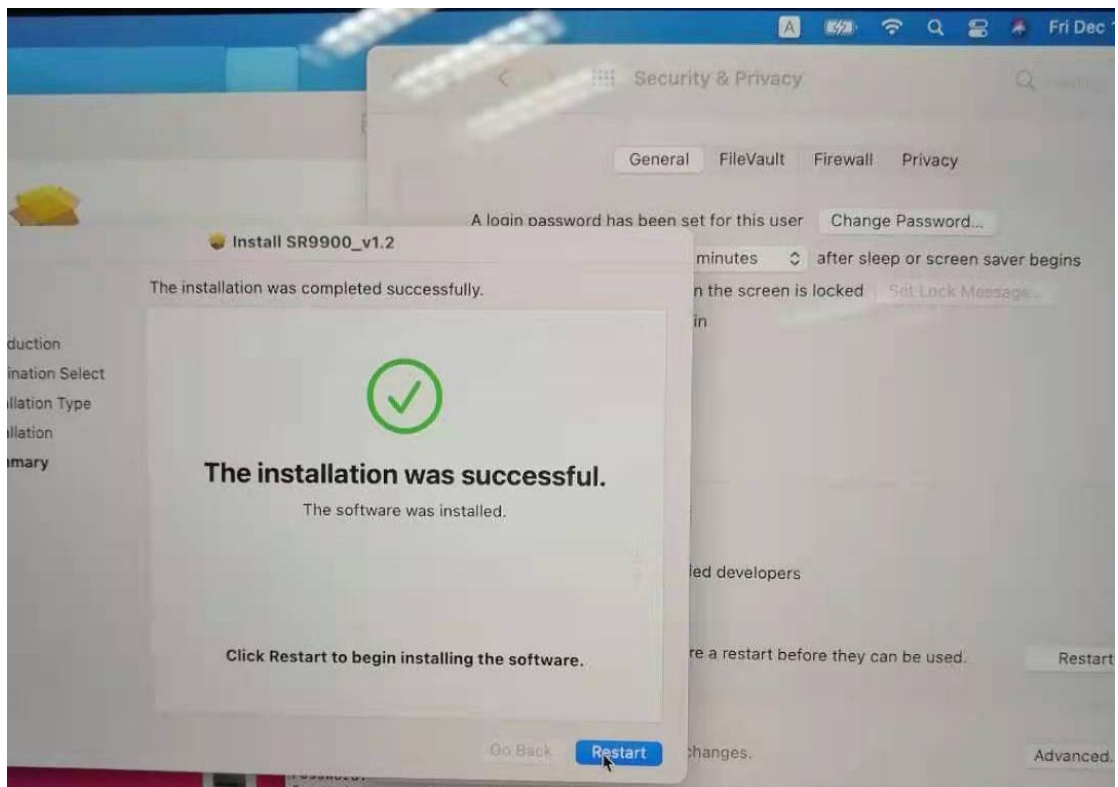 A
Fri Dec
Security & Privacy
General FileVault Firewall Privacy
A login password has been set for this user Change Password...
minutes after sleep or screen saver begins
n the screen is locked Set Lock Message...
in
Install SR9900_v1.2
The installation was completed successfully.
duction
ination Select
llation Type
llation
mmary
The installation was successful.
The software was installed.
Click Restart to begin installing the software.
Go Back Restart
ied developers
re a restart before they can be used. Restart
changes. Advanced.